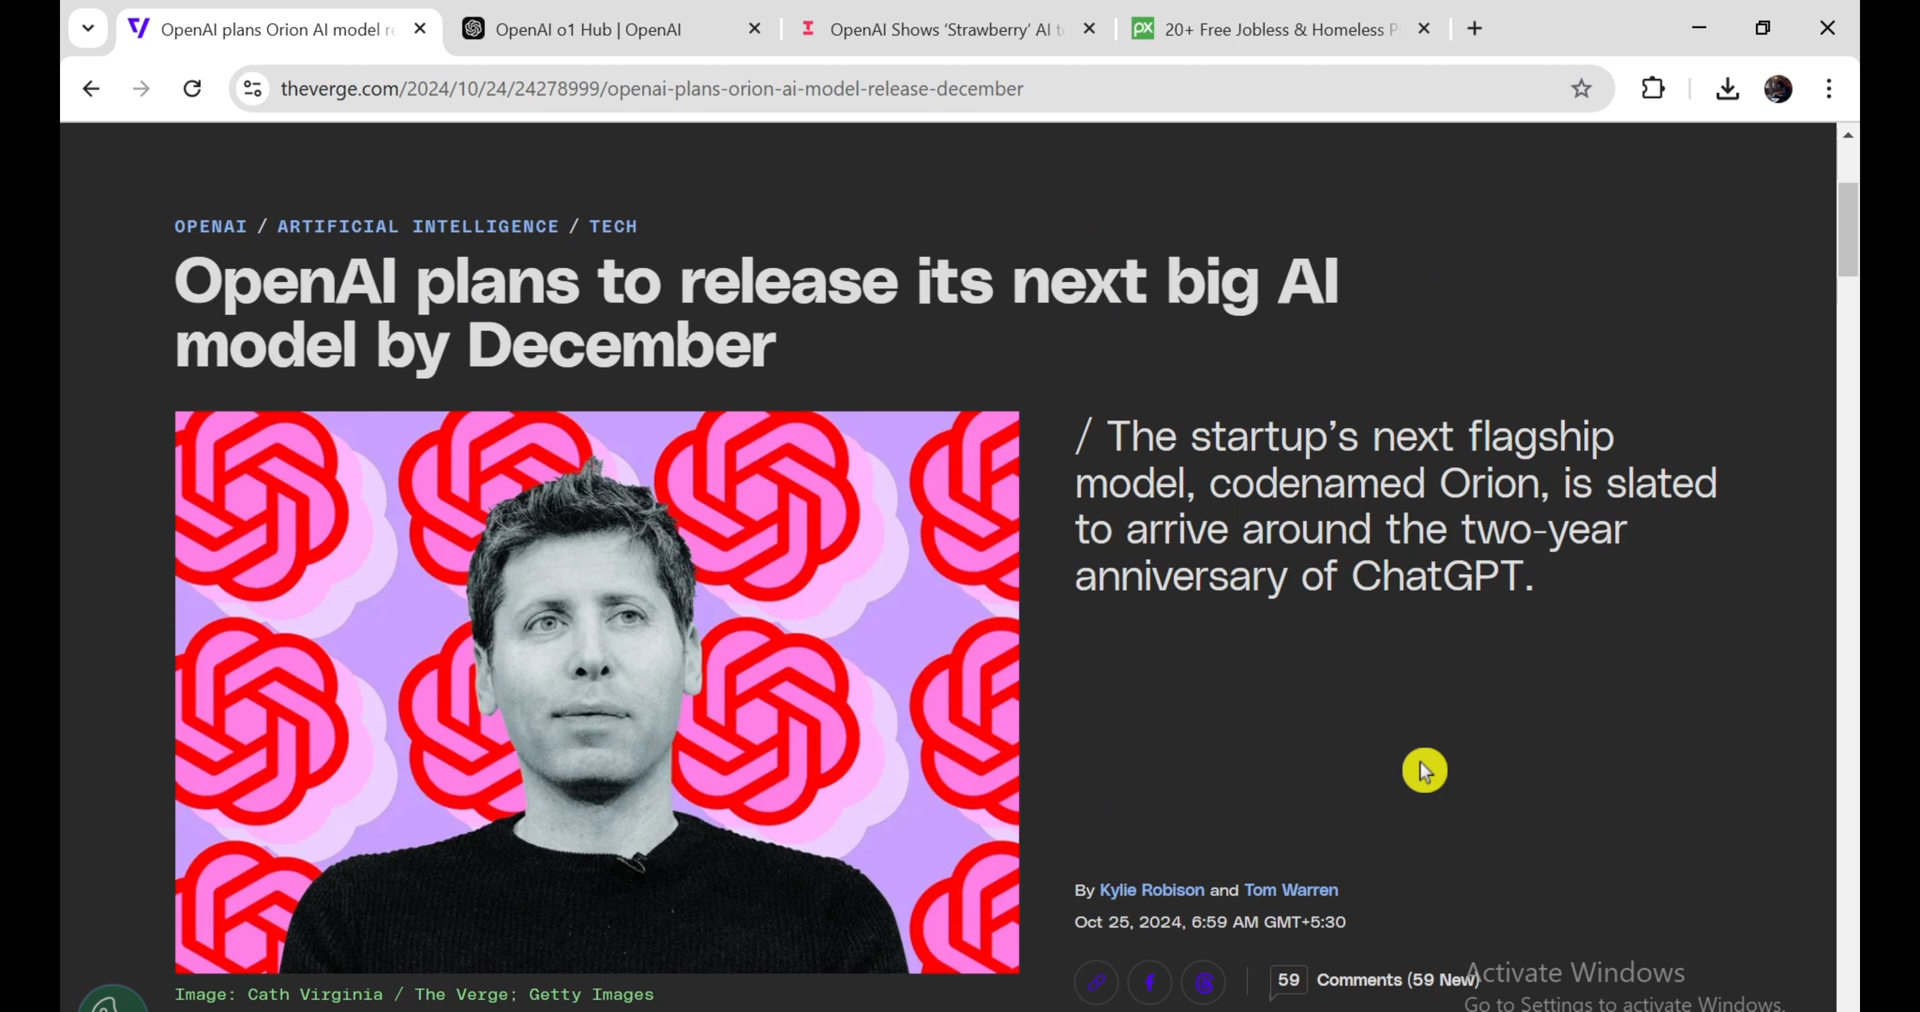 OpenAI plans Orion AI model re
OpenAI o1 Hub | OpenAI
OpenAI Shows ‘Strawberry’ AI t
px
20+ Free Jobless & Homeless P
theverge.com/2024/10/24/24278999/openai-plans-orion-ai-model-release-december
OPENAI / ARTIFICIAL INTELLIGENCE / TECH
OpenAI plans to release its next big AI
model by December
/ The startup’s next flagship
model, codenamed Orion, is slated
to arrive around the two-year
anniversary of ChatGPT.
By Kylie Robison and Tom Warren
Oct 25, 2024, 6:59 AM GMT+5:30
59 Comments (59 New)
Image: Cath Virginia / The Verge; Getty Images
Activate Windows
Go to Settings to activate Windows.